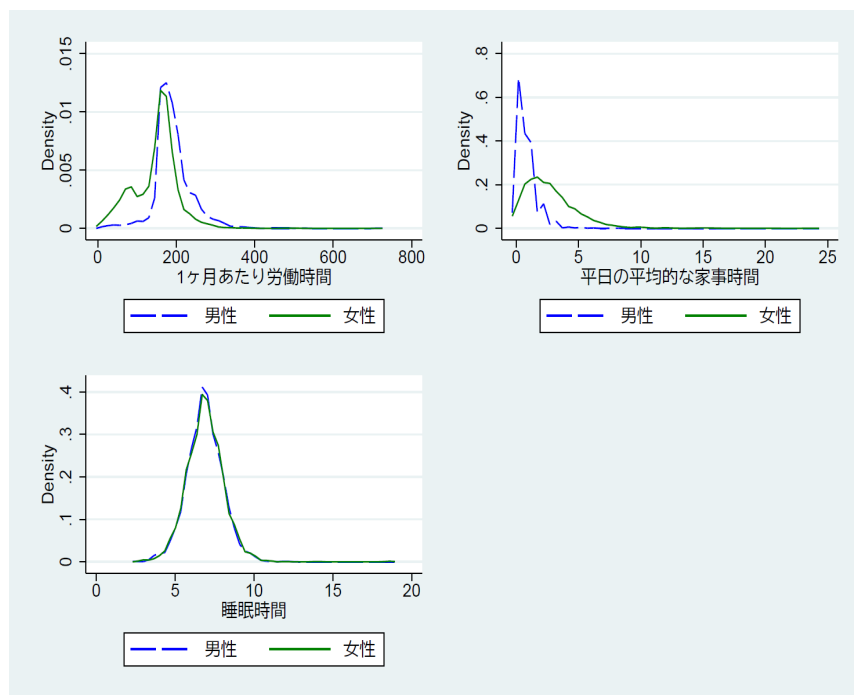 .015
.01
.005
0
Density
0 200 400 600 800
1ヶ月あたり労働時間
男性 女性
.8
.6
.4
.2
0
Density
0 5 10 15 20 25
平日の平均的な家事時間
男性 女性
.4
.3
.2
.1
0
Density
0 5 10 15 20
睡眠時間
男性 女性